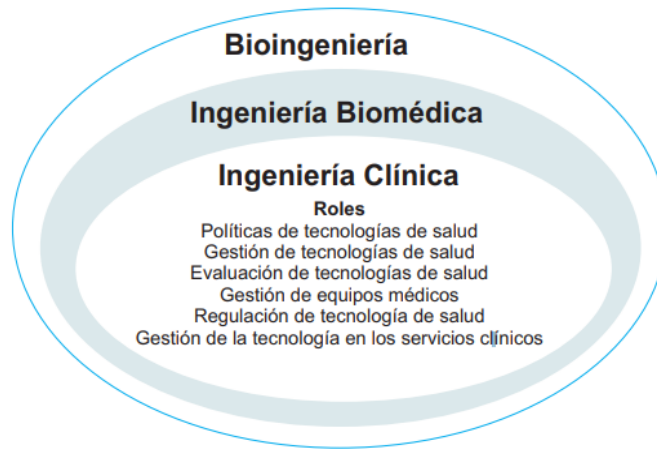 Bioingeniería
Ingeniería Biomédica
Ingeniería Clínica
Roles
Políticas de tecnologías de salud
Gestión de tecnologías de salud
Evaluación de tecnologías de salud
Gestión de equipos médicos
Regulación de tecnología de salud
Gestión de la tecnología en los servicios clínicos